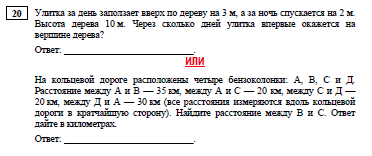 20 Улитка за день заползает вверх по дереву на 3 м, а за ночь спускается на 2 м.
Высота дерева 10 м. Через сколько дней улитка впервые окажется на
вершине дерева?
Ответ: ___________________________.
ИЛИ
На кольцевой дороге расположены четыре бензоколонки: A, B, C и Д.
Расстояние между A и B — 35 км, между A и C — 20 км, между C и Д —
20 км, между Д и A — 30 км (все расстояния измеряются вдоль кольцевой
дороги в кратчайшую сторону). Найдите расстояние между B и C. Ответ
дайте в километрах.
Ответ: ___________________________.